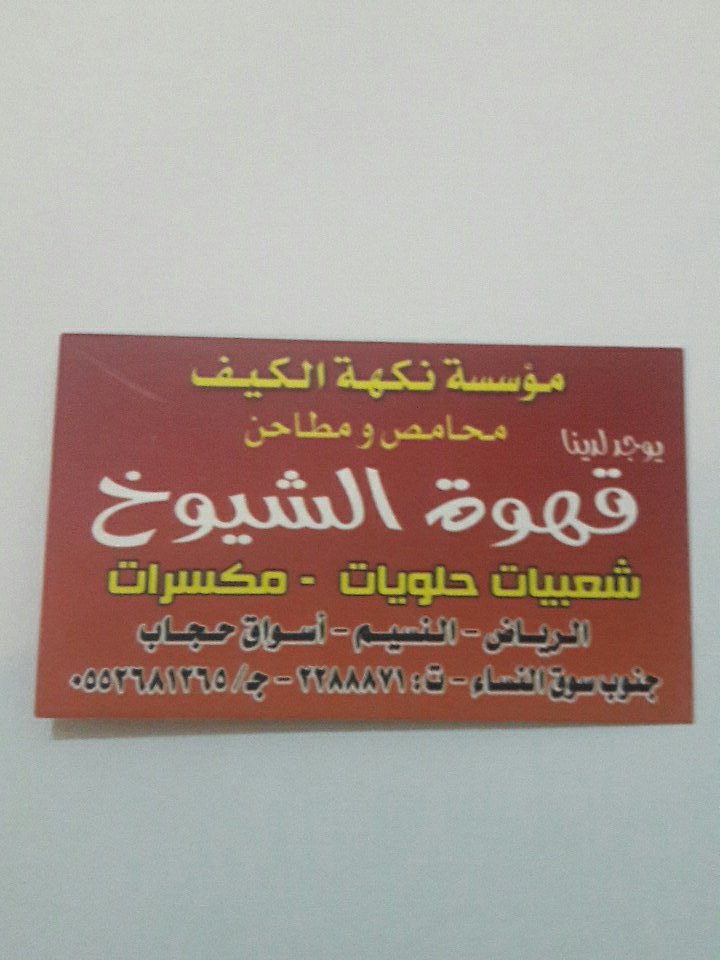 مؤسسة نكهة الكيف
محامص و مطاحن
يوجد لدينا
قهوة الشيوخ
شعبيات حلويات - مكسرات
الرياض - النسيم - أسواق حجاب
جنوب سوق النساء - ت: ٢٢٨٨٨٧١ - ج/ ٠٥٥٢٦٨١٢٦٥